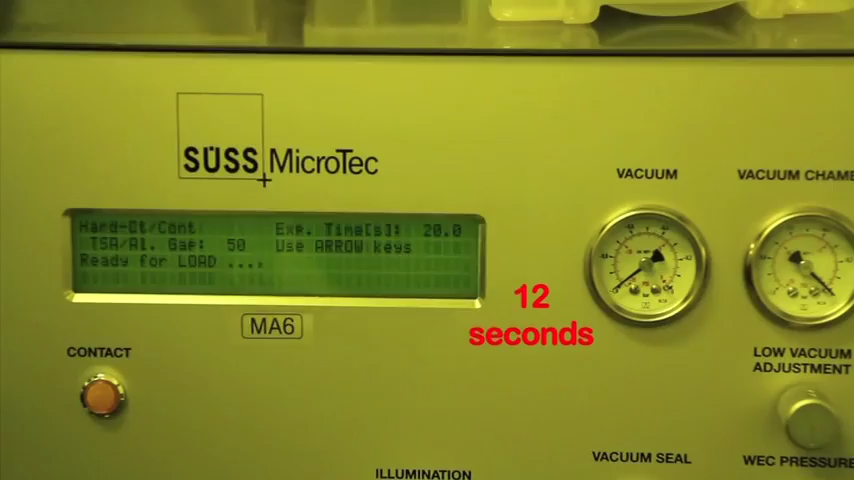 SÜSS MicroTec
VACUUM
VACUUM CHAMB
Hard-Ct/Cont Exp. Time[s]: 20.0
TSA/Al. Gap: 50 Use ARROW keys
Ready for LOAD ....
12
seconds
MA6
CONTACT
LOW VACUUM
ADJUSTMENT
VACUUM SEAL
WEC PRESSURE
ILLUMINATION